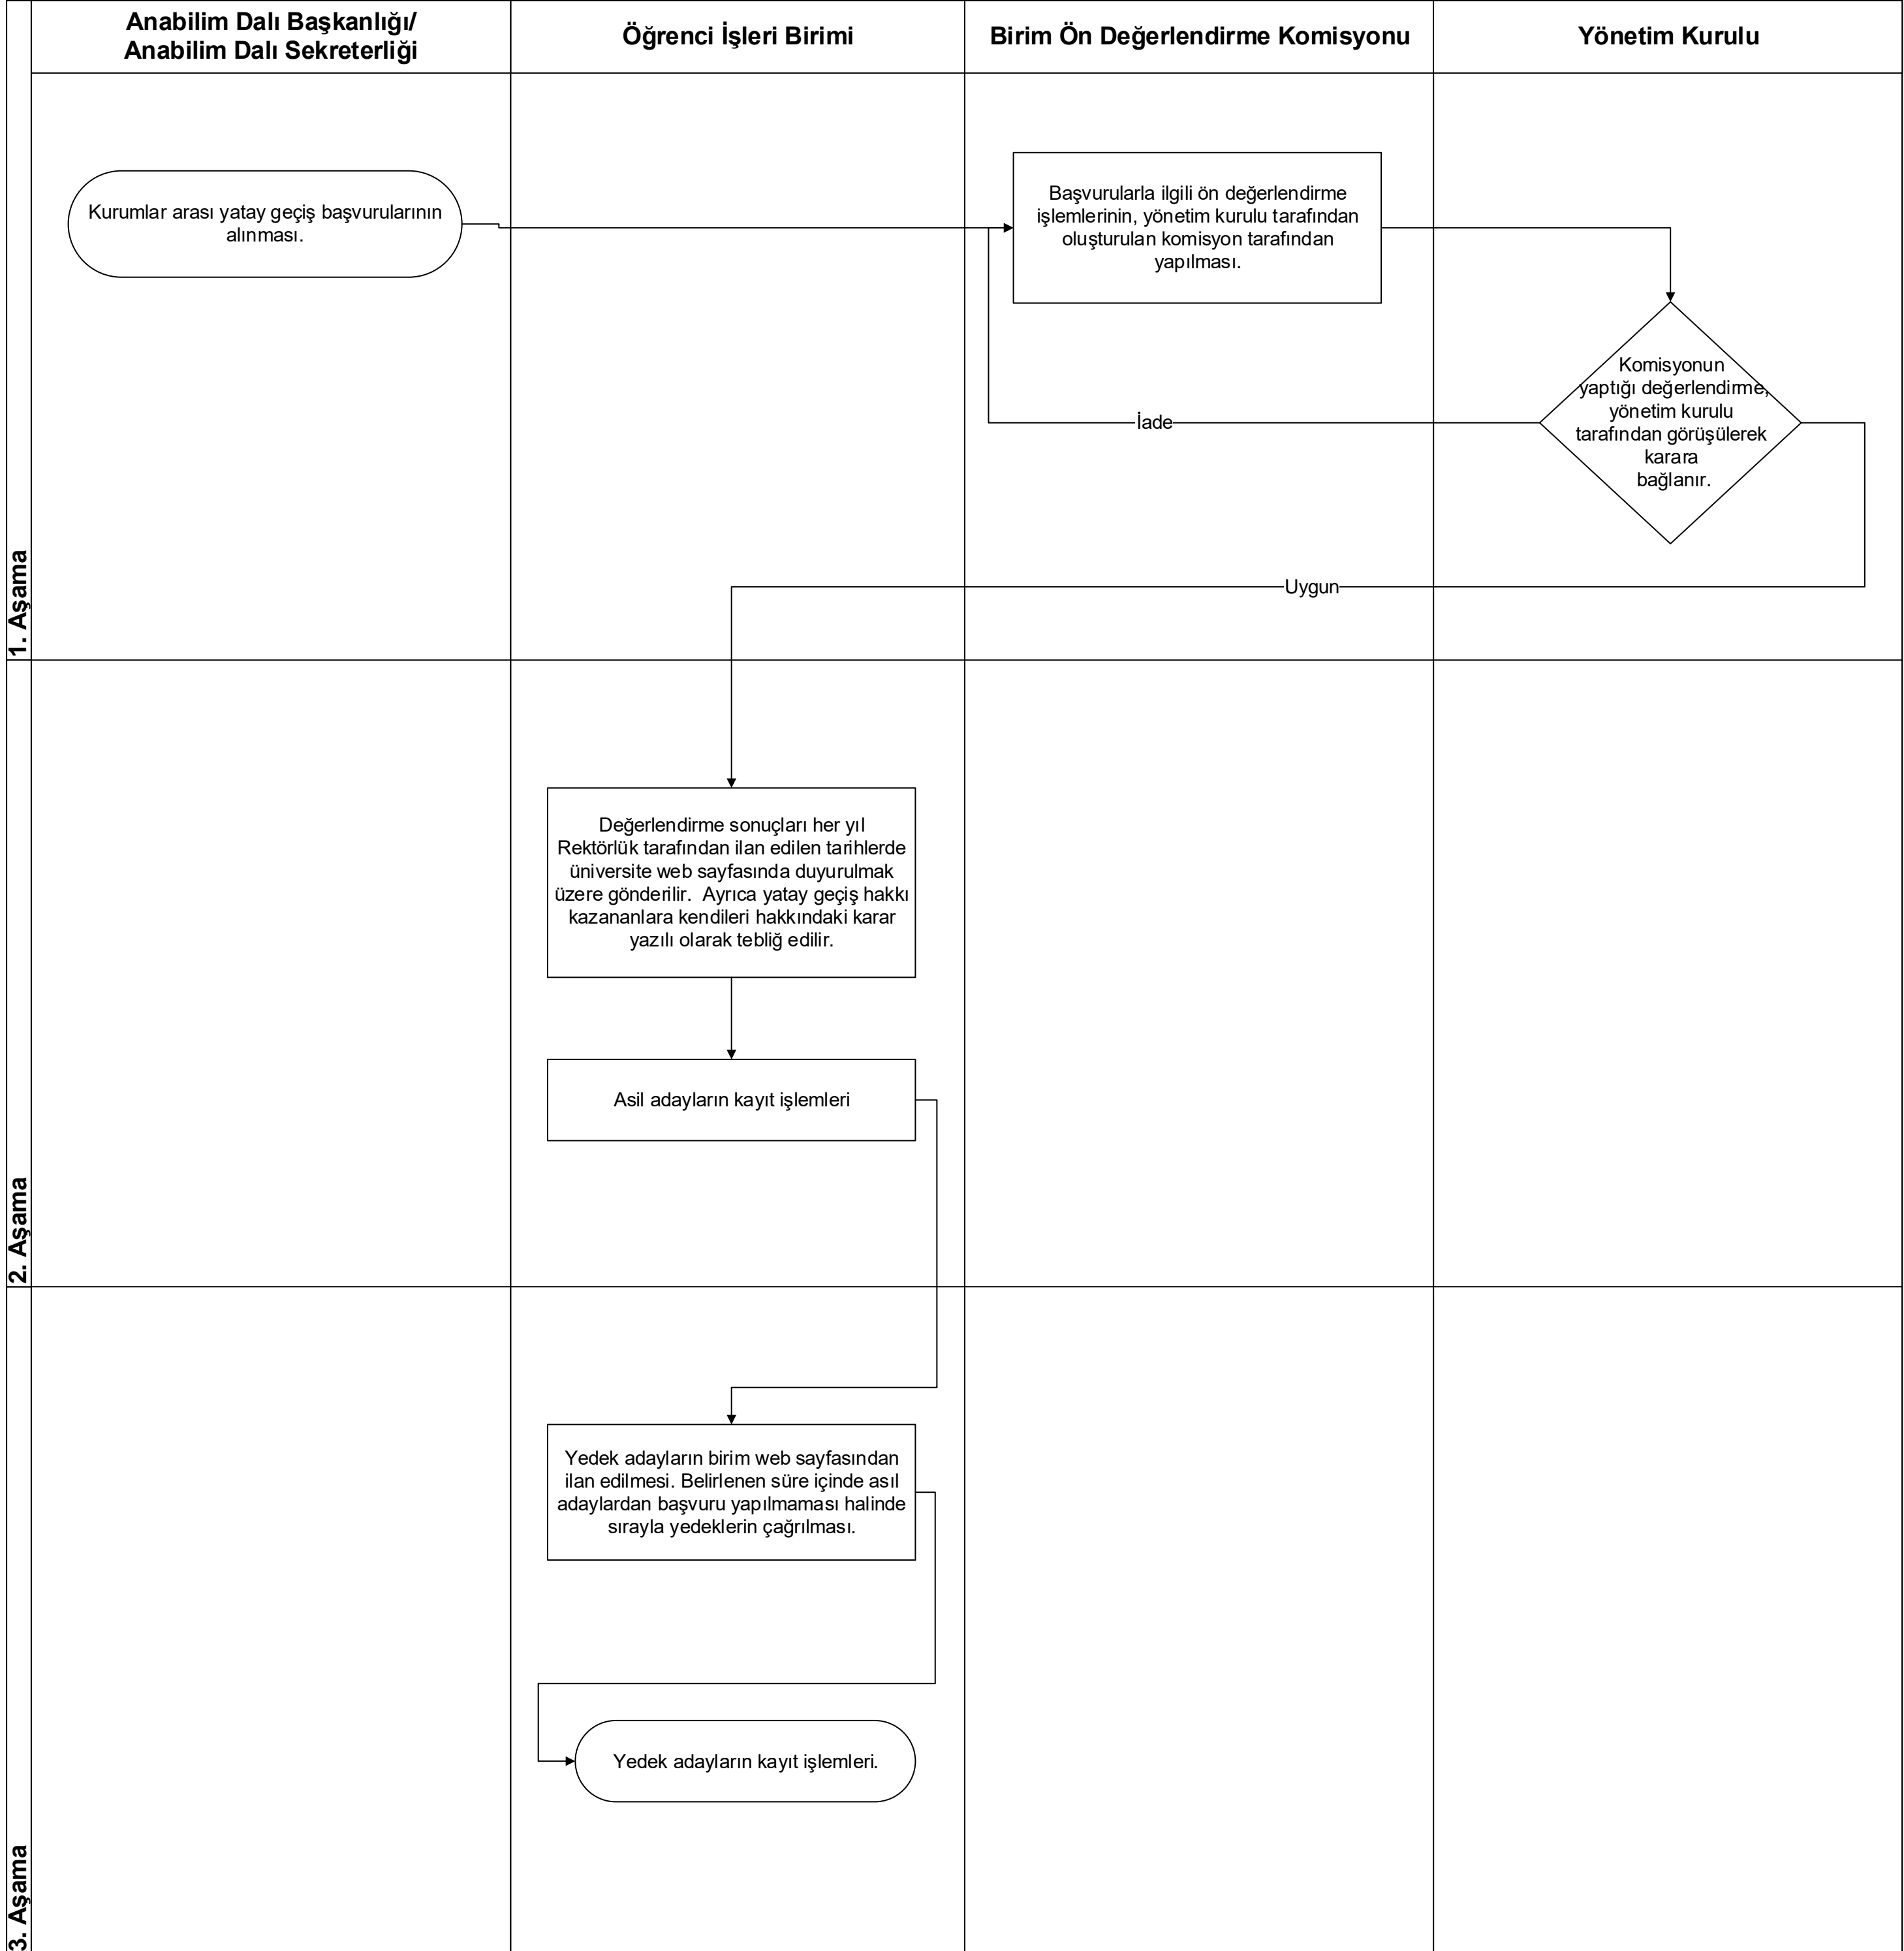 Anabilim Dalı Başkanlığı/
Anabilim Dalı Sekreterliği
Öğrenci İşleri Birimi
Birim Ön Değerlendirme Komisyonu
Yönetim Kurulu
1. Aşama
Kurumlar arası yatay geçiş başvurularının
alınması.
Başvurularla ilgili ön değerlendirme
işlemlerinin, yönetim kurulu tarafından
oluşturulan komisyon tarafından
yapılması.
Komisyonun
yaptığı değerlendirme,
yönetim kurulu
tarafından görüşülerek
karara
bağlanır.
İade
Uygun
2. Aşama
Değerlendirme sonuçları her yıl
Rektörlük tarafından ilan edilen tarihlerde
üniversite web sayfasında duyurulmak
üzere gönderilir.  Ayrıca yatay geçiş hakkı
kazananlara kendileri hakkındaki karar
yazılı olarak tebliğ edilir.
Asil adayların kayıt işlemleri
3. Aşama
Yedek adayların birim web sayfasından
ilan edilmesi. Belirlenen süre içinde asıl
adaylardan başvuru yapılmaması halinde
sırayla yedeklerin çağrılması.
Yedek adayların kayıt işlemleri.